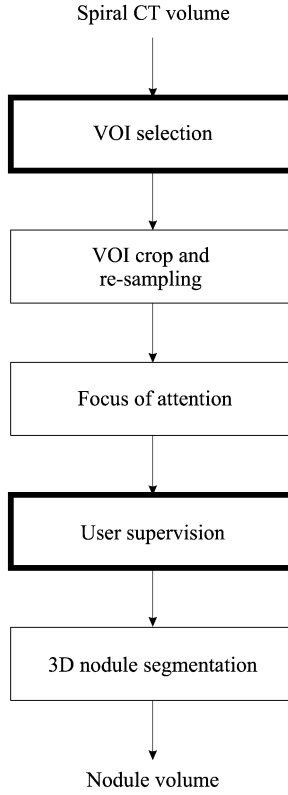 Spiral CT volume
VOI selection
VOI crop and
re-sampling
Focus of attention
User supervision
3D nodule segmentation
Nodule volume